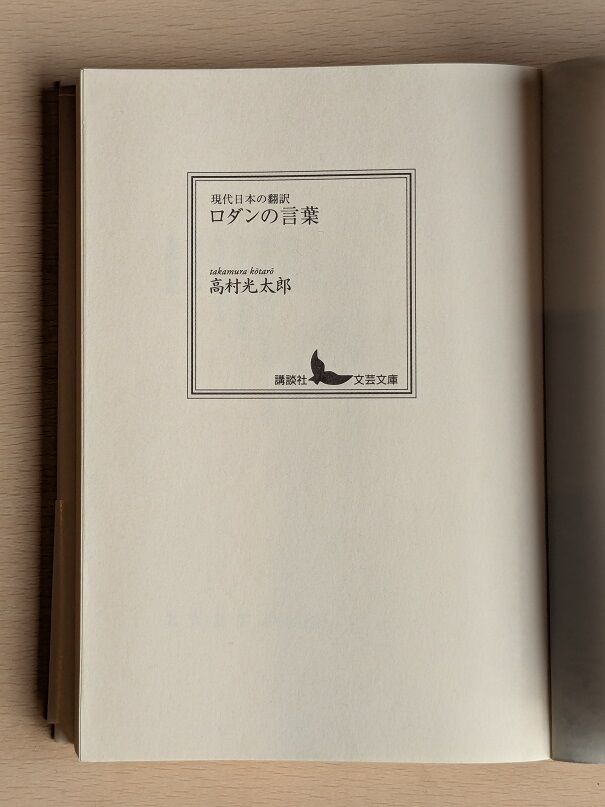 現代日本の翻訳
ロダンの言葉
takamura kōtarō
高村光太郎
講談社 文芸文庫